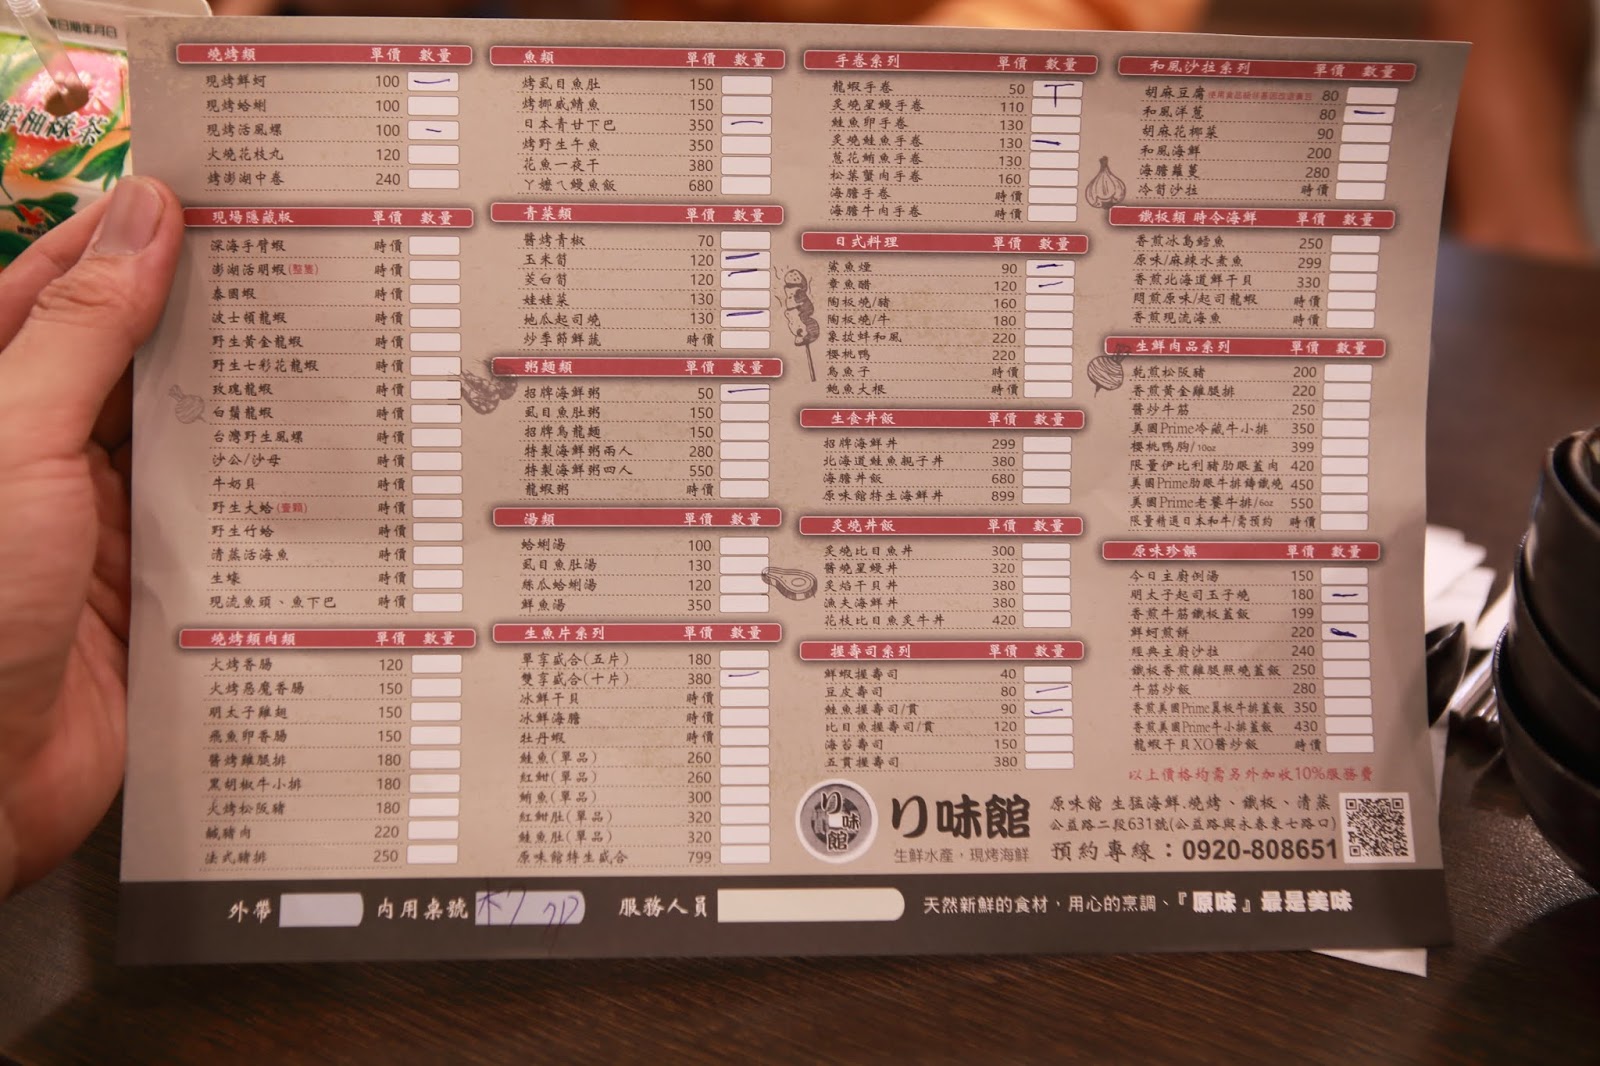 燒烤類 單價 數量
現烤鮮蚵 100 一
現烤蛤蜊 100
現烤活風螺 100 一
火燒花枝丸 120
烤澎湖中卷 240
現場隱藏版 單價 數量
深海手臂蝦 時價
澎湖活明蝦(整隻) 時價
泰國蝦 時價
波士頓龍蝦 時價
野生黃金龍蝦 時價
野生七彩花龍蝦 時價
玫瑰龍蝦 時價
白鬚龍蝦 時價
台灣野生風螺 時價
沙公/沙母 時價
牛奶貝 時價
野生大蛤(壹顆) 時價
野生竹蛤 時價
清蒸活海魚 時價
生蠔 時價
現流魚頭、魚下巴 時價
燒烤類肉類 單價 數量
火烤香腸 120
火烤惡魔香腸 150
明太子雞翅 150
飛魚卵香腸 150
醬烤雞腿排 180
黑胡椒牛小排 180
火烤松阪豬 180
鹹豬肉 220
法式豬排 250
魚類 單價 數量
烤虱目魚肚 150
烤挪威鯖魚 150
日本青甘下巴 350 一
烤野生午魚 350
花魚一夜干 380
ㄚ嬤ㄟ鰻魚飯 680
青菜類 單價 數量
醬烤青椒 70
玉米筍 120 一
茭白筍 120 一
娃娃菜 130
地瓜起司燒 130 一
炒季節鮮蔬 時價
粥麵類 單價 數量
招牌海鮮粥 50 一
虱目魚肚粥 150
招牌烏龍麵 150
特製海鮮粥兩人 280
特製海鮮粥四人 550
龍蝦粥 時價
湯類 單價 數量
蛤蜊湯 100
虱目魚肚湯 130
絲瓜蛤蜊湯 120
鮮魚湯 350
生魚片系列 單價 數量
單享盛合(五片) 180
雙享盛合(十片) 380 一
冰鮮干貝 時價
冰鮮海膽 時價
牡丹蝦 時價
鮭魚(單品) 260
紅魽(單品) 260
鮪魚(單品) 300
紅魽肚(單品) 320
鮭魚肚(單品) 320
原味館特生盛合 799
手卷系列 單價 數量
龍蝦手卷 50 丅
炙燒星鰻手卷 110
鮭魚卵手卷 130
炙燒鮭魚手卷 130 一
蔥花鮪魚手卷 130
松葉蟹肉手卷 160
海膽手卷 時價
海膽牛肉手卷 時價
日式料理 單價 數量
鯊魚煙 90 一
章魚醋 120 一
陶板燒/豬 160
陶板燒/牛 180
象拔蚌和風 220
櫻桃鴨 220
烏魚子 時價
鮑魚大根 時價
生食丼飯 單價 數量
招牌海鮮丼 299
北海道鮭魚親子丼 380
海膽丼飯 680
原味館特生海鮮丼 899
炙燒丼飯 單價 數量
炙燒比目魚丼 300
醬燒星鰻丼 320
炙焰干貝丼 380
漁夫海鮮丼 380
花枝比目魚炙牛丼 420
握壽司系列 單價 數量
鮮蝦握壽司 40
豆皮壽司 80 一
鮭魚握壽司/貫 90 一
比目魚握壽司/貫 120
海苔壽司 150
五貫握壽司 380
和風沙拉系列 單價 數量
胡麻豆腐 80
和風洋蔥 80 一
胡麻花椰菜 90
和風海鮮 200
海膽蘿蔓 280
冷筍沙拉 時價
鐵板類 時令海鮮 單價 數量
香煎冰島鱈魚 250
原味/麻辣水煮魚 299
香煎北海道鮮干貝 330
悶煎原味/起司龍蝦 時價
香煎現流海魚 時價
生鮮肉品系列 單價 數量
乾煎松阪豬 200
香煎黃金雞腿排 220
醬炒牛筋 250
美國Prime冷藏牛小排 350
櫻桃鴨胸/10oz 399
限量伊比利豬肋眼蓋肉 420
美國Prime肋眼牛排鑄鐵燒 450
美國Prime老饕牛排/6oz 550
限量精選日本和牛/需預約 時價
原味珍饌 單價 數量
今日主廚例湯 150
明太子起司玉子燒 180 一
香煎牛筋鐵板蓋飯 199
鮮蚵煎餅 220 一
經典主廚沙拉 240
鐵板香煎雞腿照燒蓋飯 250
牛筋炒飯 280
香煎美國Prime翼板牛排蓋飯 350
香煎美國Prime牛小排蓋飯 430
龍蝦干貝XO醬炒飯 時價
以上價格均需另外加收10%服務費
り味館
生鮮水產,現烤海鮮
原味館 生猛海鮮.燒烤、鐵板、清蒸
公益路二段631號(公益路與永春東七路口)
預約專線:0920-808651
外帶 內用桌號 服務人員 天然新鮮的食材,用心的烹調、『原味』最是美味
鮮柚綠茶